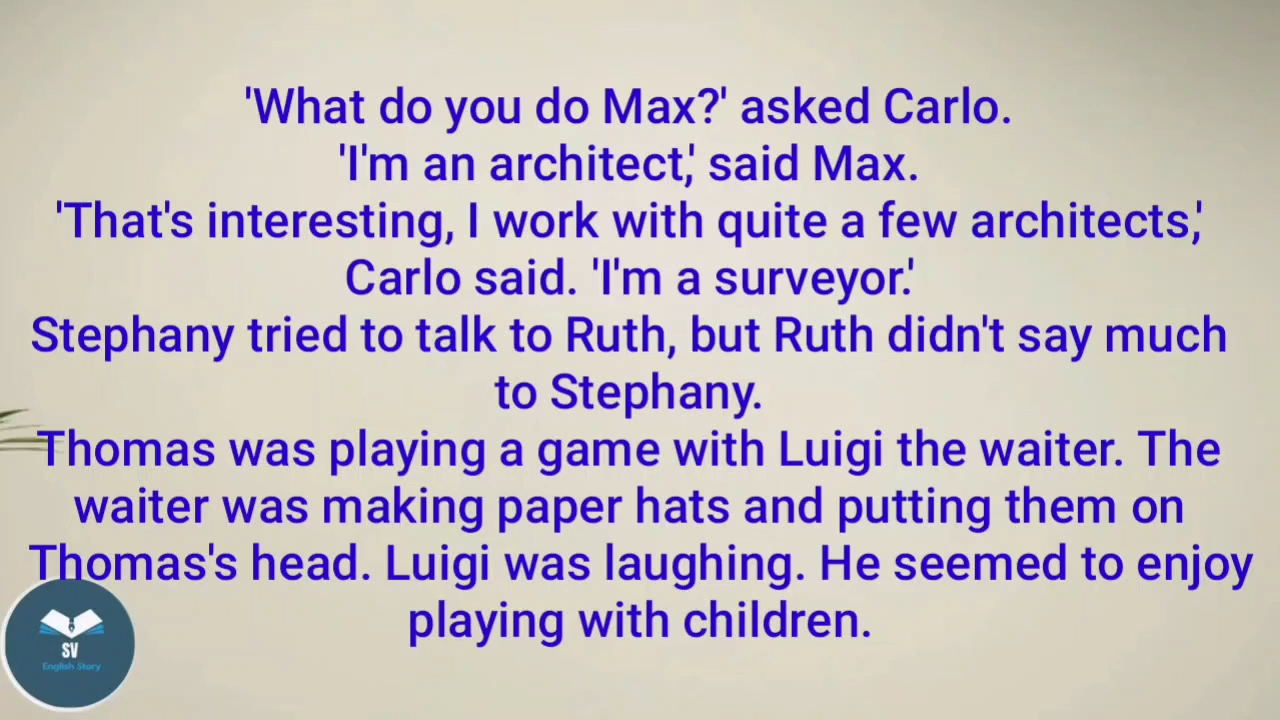 'What do you do Max?' asked Carlo.
'I'm an architect,' said Max.
'That's interesting, I work with quite a few architects,'
Carlo said. 'I'm a surveyor.'
Stephany tried to talk to Ruth, but Ruth didn't say much
to Stephany.
Thomas was playing a game with Luigi the waiter. The
waiter was making paper hats and putting them on
Thomas's head. Luigi was laughing. He seemed to enjoy
playing with children.
SV
English Story